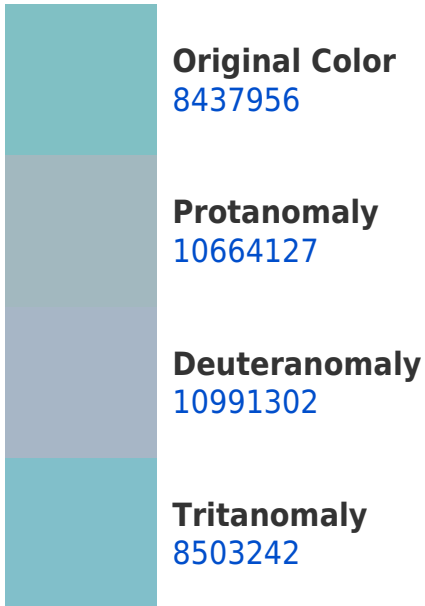 Original Color
8437956
Protanomaly
10664127
Deuteranomaly
10991302
Tritanomaly
8503242